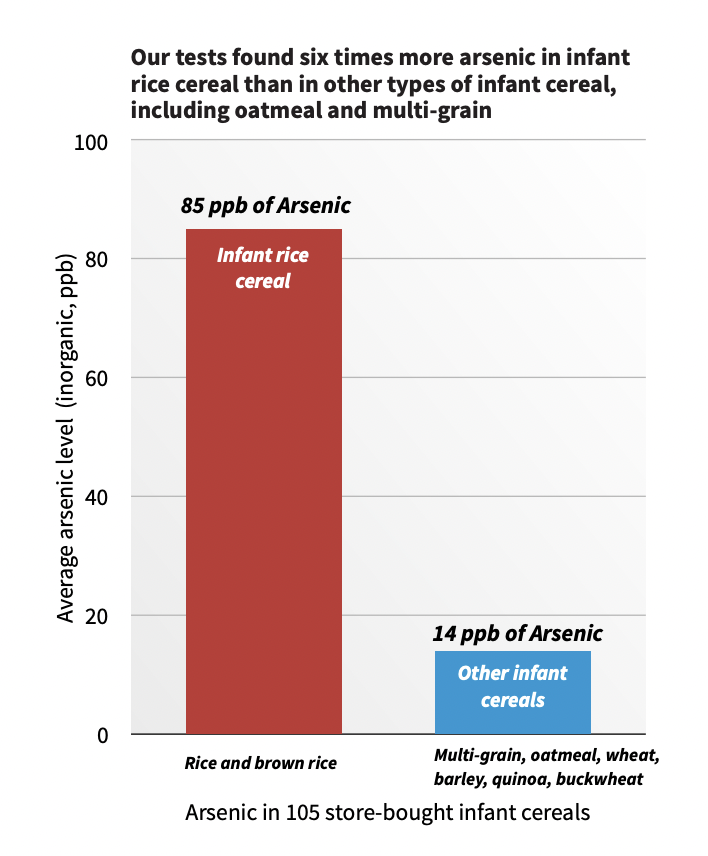 Our tests found six times more arsenic in infant
rice cereal than in other types of infant cereal,
including oatmeal and multi-grain
100
80
60
40
20
0
Average arsenic level (inorganic, ppb)
85 ppb of Arsenic
Infant rice
cereal
14 ppb of Arsenic
Other infant
cereals
Rice and brown rice
Multi-grain, oatmeal, wheat,
barley, quinoa, buckwheat
Arsenic in 105 store-bought infant cereals